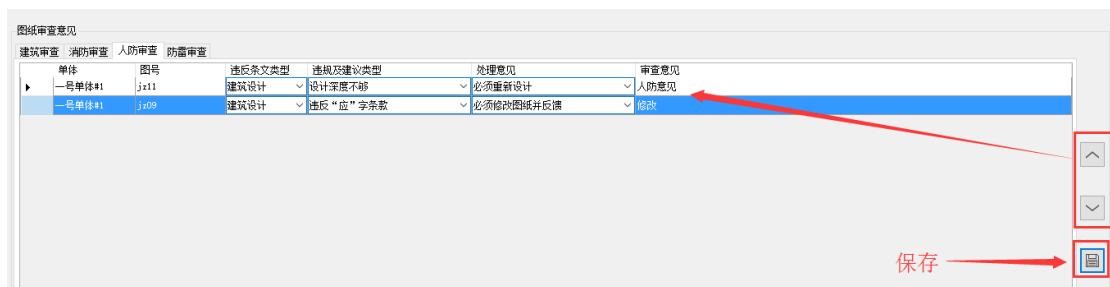 图纸审查意见
建筑审查 消防审查 人防审查 防雷审查
单体 图号 违反条文类型 违规及建议类型 处理意见 审查意见
一号单体#1 jz11 建筑设计 设计深度不够 必须重新设计 人防意见
一号单体#1 jz09 建筑设计 违反“应”字条款 必须修改图纸并反馈 修改
保存